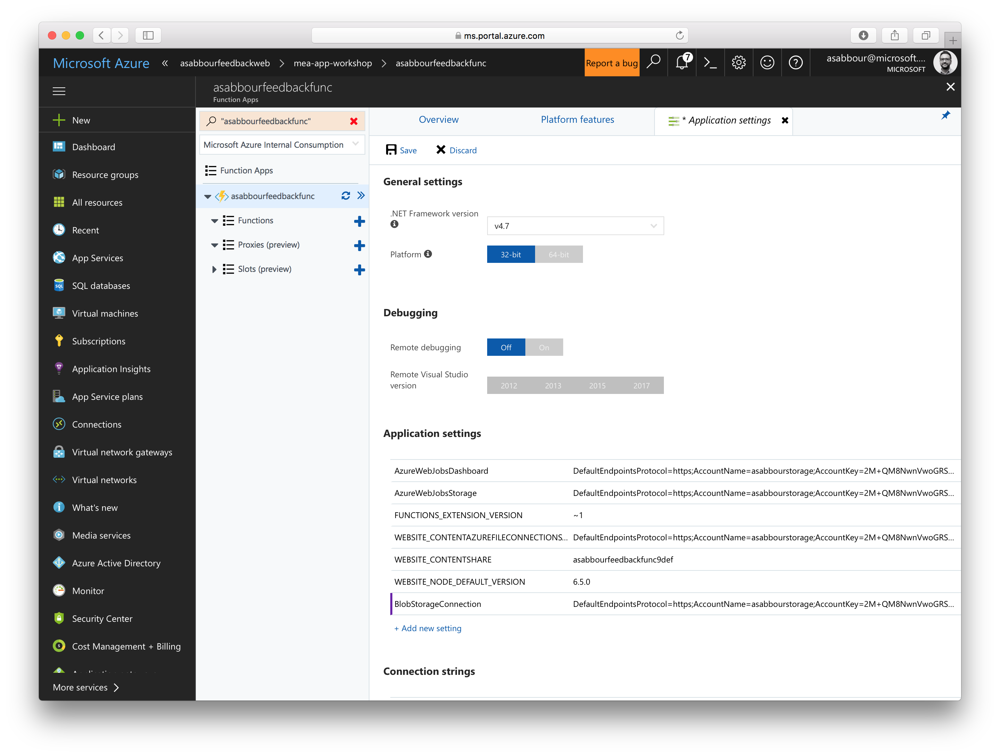 ms.portal.azure.com
Microsoft Azure « asabbourfeedbackweb > mea-app-workshop > asabbourfeedbackfunc
Report a bug
7
asabbour@microsoft....
MICROSOFT
asabbourfeedbackfunc
Function Apps
New
Dashboard
Resource groups
All resources
Recent
App Services
SQL databases
Virtual machines
Subscriptions
Application Insights
App Service plans
Connections
Virtual network gateways
Virtual networks
What's new
Media services
Azure Active Directory
Monitor
Security Center
Cost Management + Billing
More services >
"asabbourfeedbackfunc"
Microsoft Azure Internal Consumption
Function Apps
asabbourfeedbackfunc
Functions
Proxies (preview)
Slots (preview)
Overview
Platform features
* Application settings
Save
Discard
General settings
.NET Framework version
v4.7
Platform
32-bit 64-bit
Debugging
Remote debugging
Off On
Remote Visual Studio
version
2012 2013 2015 2017
Application settings
AzureWebJobsDashboard DefaultEndpointsProtocol=https;AccountName=asabbourstorage;AccountKey=2M+QM8NwnVwoGRS...
AzureWebJobsStorage DefaultEndpointsProtocol=https;AccountName=asabbourstorage;AccountKey=2M+QM8NwnVwoGRS...
FUNCTIONS_EXTENSION_VERSION ~1
WEBSITE_CONTENTAZUREFILECONNECTIONS... DefaultEndpointsProtocol=https;AccountName=asabbourstorage;AccountKey=2M+QM8NwnVwoGRS...
WEBSITE_CONTENTSHARE asabbourfeedbackfunc9def
WEBSITE_NODE_DEFAULT_VERSION 6.5.0
BlobStorageConnection DefaultEndpointsProtocol=https;AccountName=asabbourstorage;AccountKey=2M+QM8NwnVwoGRS...
+ Add new setting
Connection strings